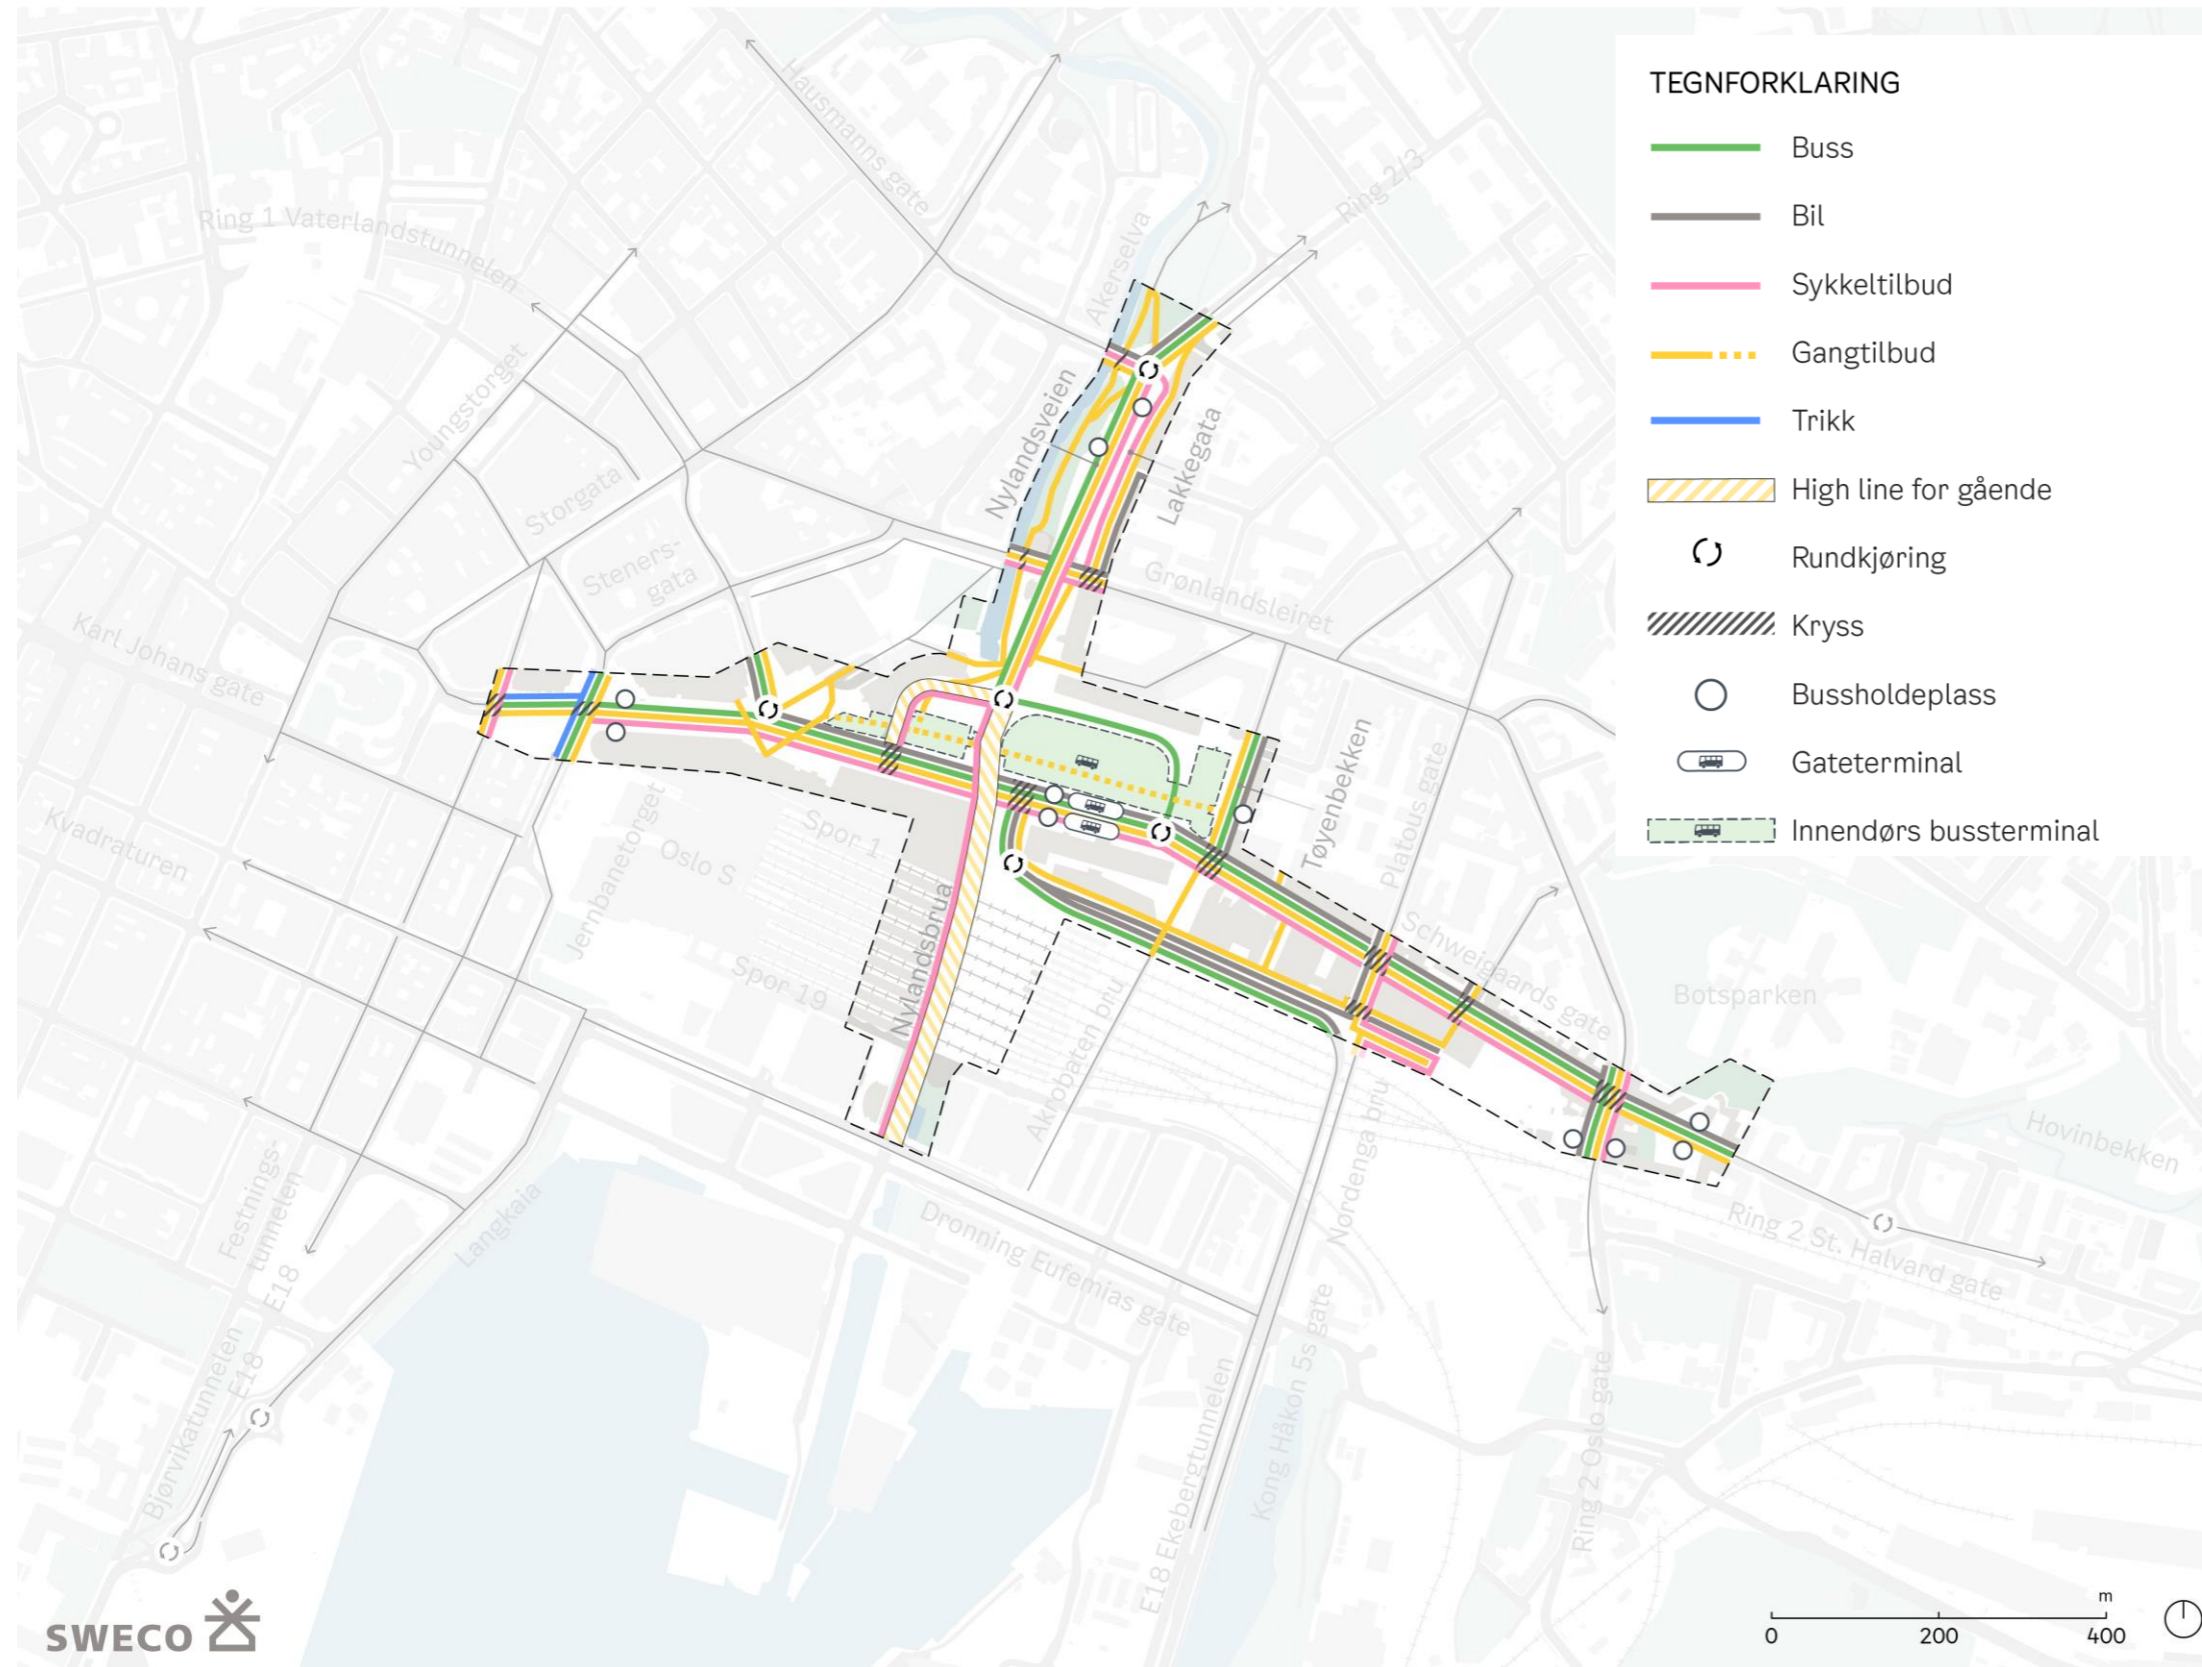 TEGNFORKLARING
Buss
Bil
Sykkeltilbud
Gangtilbud
Trikk
High line for gående
Rundkjøring
Kryss
Bussholdeplass
Gateterminal
Innendørs bussterminal
Hausmanns gate
Ring 2/3
Ring 1 Vaterlandstunnelen
Akerselva
Youngstorget
Nylandsveien
Lakkegata
Storgata
Steners-
gata
Grønlandsleiret
Karl Johans gate
Tøyenbekken
Platous gate
Kvadraturen
Jernbanetorget
Oslo S
Spor 1
Spor 19
Nylandsbrua
Schweigaards gate
Botsparken
Akrobaten bru
Nordenga bru
Hovinbekken
Festnings-
tunnelen
E18
Langkaia
Dronning Eufemias gate
Ring 2 St. Halvard gate
Bjørvikatunnelen
E18
Kong Håkon 5s gate
E18 Ekebergtunnelen
Ring 2 Oslo gate
SWECO
m
0 200 400